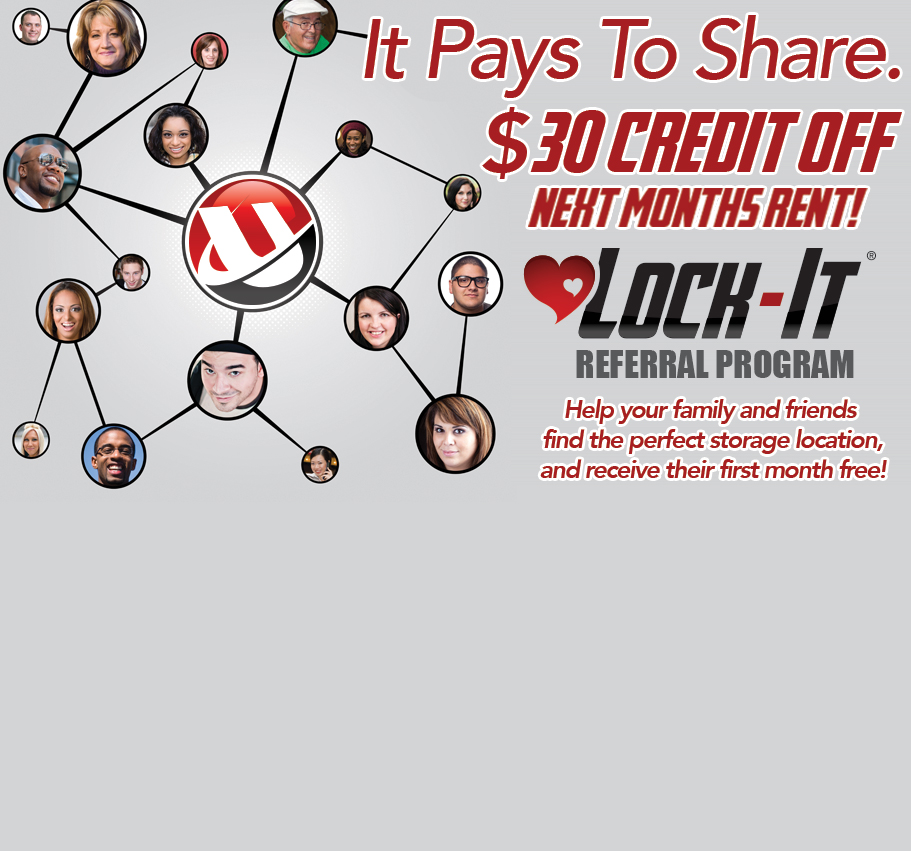 It Pays To Share.
$30 CREDIT OFF
NEXT MONTHS RENT!
LOCK-IT®
REFERRAL PROGRAM
Help your family and friends
find the perfect storage location,
and receive their first month free!